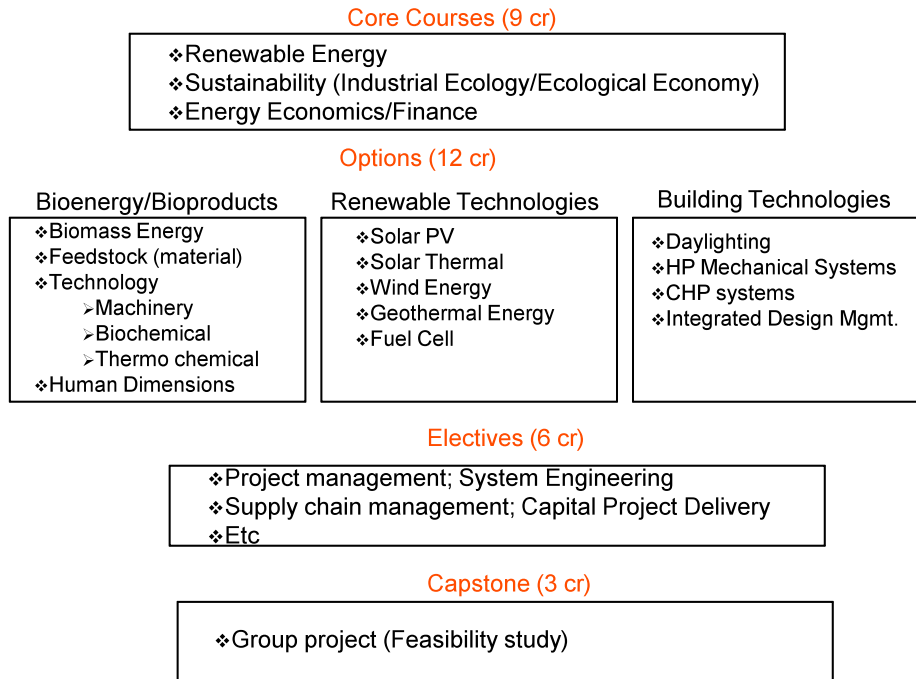 Core Courses (9 cr)
❖Renewable Energy
❖Sustainability (Industrial Ecology/Ecological Economy)
❖Energy Economics/Finance
Options (12 cr)
Bioenergy/Bioproducts
❖Biomass Energy
❖Feedstock (material)
❖Technology
➢Machinery
➢Biochemical
➢Thermo chemical
❖Human Dimensions
Renewable Technologies
❖Solar PV
❖Solar Thermal
❖Wind Energy
❖Geothermal Energy
❖Fuel Cell
Building Technologies
❖Daylighting
❖HP Mechanical Systems
❖CHP systems
❖Integrated Design Mgmt.
Electives (6 cr)
❖Project management; System Engineering
❖Supply chain management; Capital Project Delivery
❖Etc
Capstone (3 cr)
❖Group project (Feasibility study)